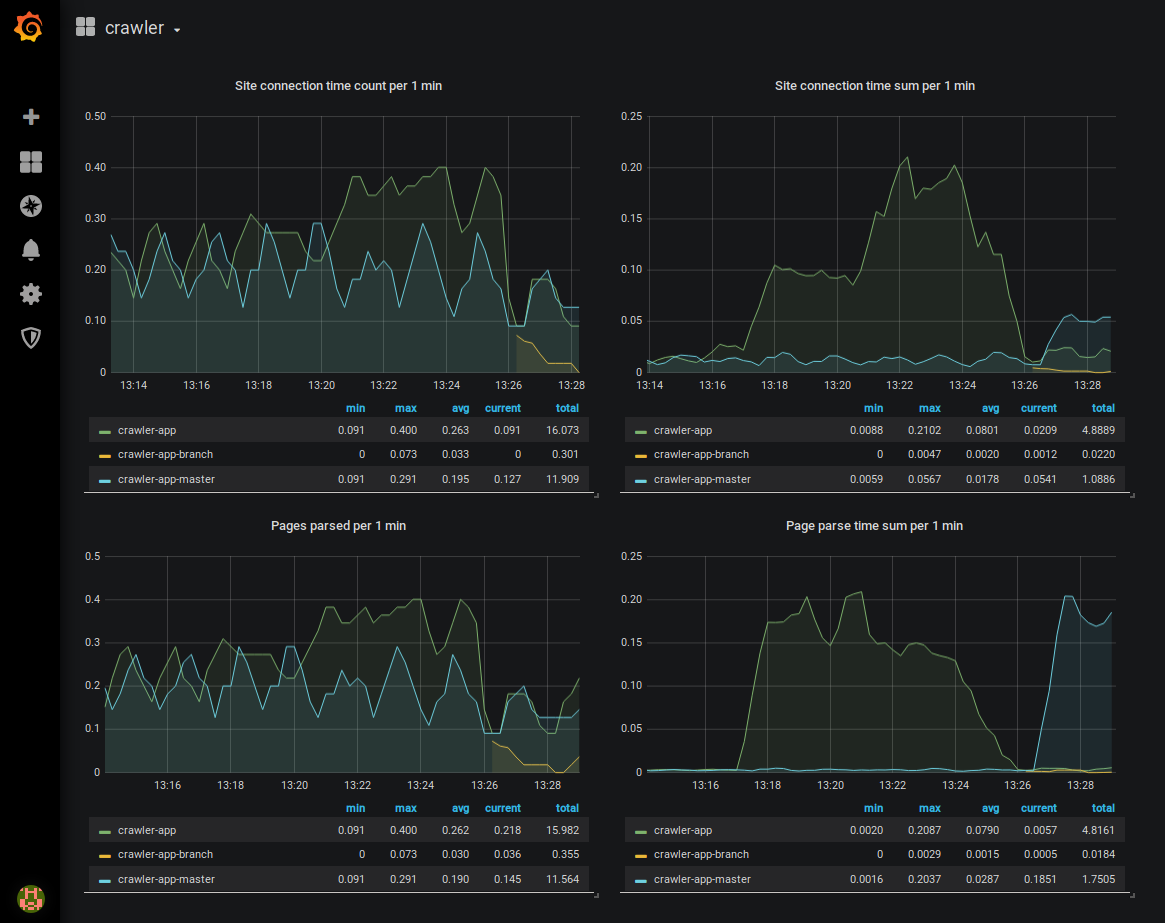 crawler
Site connection time count per 1 min
0.50
0.40
0.30
0.20
0.10
0
13:14 13:16 13:18 13:20 13:22 13:24 13:26 13:28
min max avg current total
crawler-app 0.091 0.400 0.263 0.091 16.073
crawler-app-branch 0 0.073 0.033 0 0.301
crawler-app-master 0.091 0.291 0.195 0.127 11.909
Site connection time sum per 1 min
0.25
0.20
0.15
0.10
0.05
0
13:14 13:16 13:18 13:20 13:22 13:24 13:26 13:28
min max avg current total
crawler-app 0.0088 0.2102 0.0801 0.0209 4.8889
crawler-app-branch 0 0.0047 0.0020 0.0012 0.0220
crawler-app-master 0.0059 0.0567 0.0178 0.0541 1.0886
Pages parsed per 1 min
0.5
0.4
0.3
0.2
0.1
0
13:16 13:18 13:20 13:22 13:24 13:26 13:28
min max avg current total
crawler-app 0.091 0.400 0.262 0.218 15.982
crawler-app-branch 0 0.073 0.030 0.036 0.355
crawler-app-master 0.091 0.291 0.190 0.145 11.564
Page parse time sum per 1 min
0.25
0.20
0.15
0.10
0.05
0
13:16 13:18 13:20 13:22 13:24 13:26 13:28
min max avg current total
crawler-app 0.0020 0.2087 0.0790 0.0057 4.8161
crawler-app-branch 0 0.0029 0.0015 0.0005 0.0184
crawler-app-master 0.0016 0.2037 0.0287 0.1851 1.7505